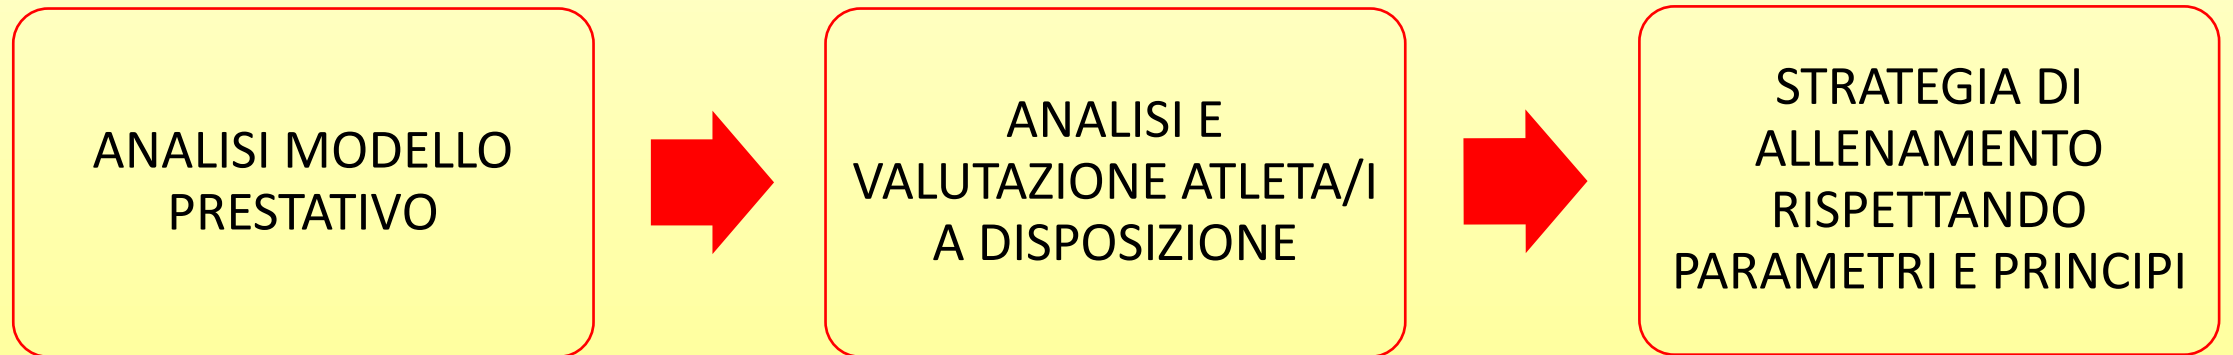 ANALISI MODELLO
PRESTATIVO
ANALISI E
VALUTAZIONE ATLETA/I
A DISPOSIZIONE
STRATEGIA DI
ALLENAMENTO
RISPETTANDO
PARAMETRI E PRINCIPI